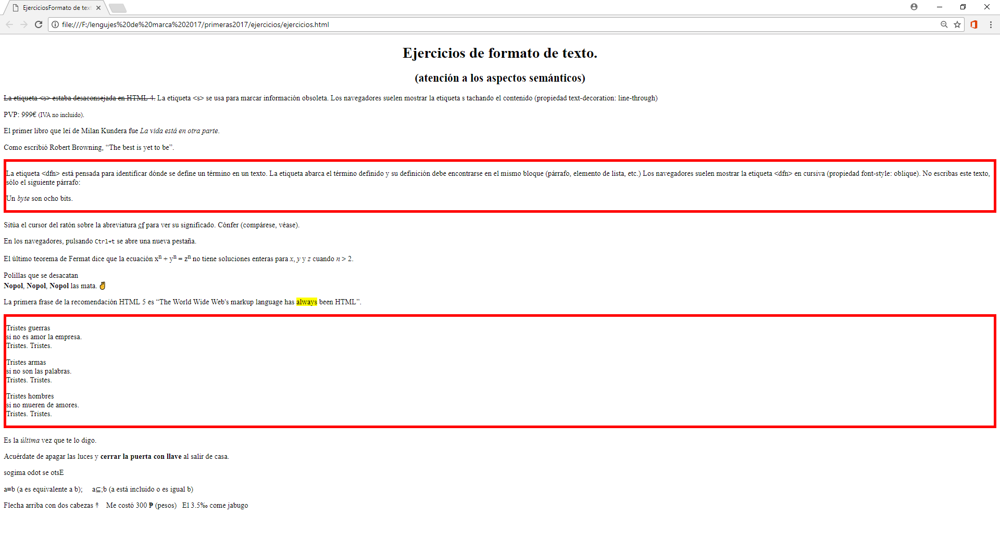 EjerciciosFormato de tex
file:///F:/lengujes%20de%20marca%202017/primeras2017/ejercicios/ejercicios.html
Ejercicios de formato de texto.
(atención a los aspectos semánticos)
La etiqueta <s> estaba desaconsejada en HTML 4. La etiqueta <s> se usa para marcar información obsoleta. Los navegadores suelen mostrar la etiqueta s tachando el contenido (propiedad text-decoration: line-through)
PVP: 999€ (IVA no incluido).
El primer libro que leí de Milan Kundera fue La vida está en otra parte.
Como escribió Robert Browning, “The best is yet to be”.
La etiqueta <dfn> está pensada para identificar dónde se define un término en un texto. La etiqueta abarca el término definido y su definición debe encontrarse en el mismo bloque (párrafo, elemento de lista, etc.) Los navegadores suelen mostrar la etiqueta <dfn> en cursiva (propiedad font-style: oblique). No escribas este texto,
sólo el siguiente párrafo:
Un byte son ocho bits.
Sitúa el cursor del ratón sobre la abreviatura cf para ver su significado. Cónfer (compárese, véase).
En los navegadores, pulsando Ctrl+t se abre una nueva pestaña.
El último teorema de Fermat dice que la ecuación xⁿ + yⁿ = zⁿ no tiene soluciones enteras para x, y y z cuando n > 2.
Polillas que se desacatan
Nopol, Nopol, Nopol las mata. ✌
La primera frase de la recomendación HTML 5 es “The World Wide Web's markup language has always been HTML”.
Tristes guerras
si no es amor la empresa.
Tristes. Tristes.
Tristes armas
si no son las palabras.
Tristes. Tristes.
Tristes hombres
si no mueren de amores.
Tristes. Tristes.
Es la última vez que te lo digo.
Acuérdate de apagar las luces y cerrar la puerta con llave al salir de casa.
sogima odot se otsE
a≡b (a es equivalente a b); a⊆;b (a está incluido o es igual b)
Flecha arriba con dos cabezas ↟ Me costó 300 ₱ (pesos) El 3.5‰ come jabugo